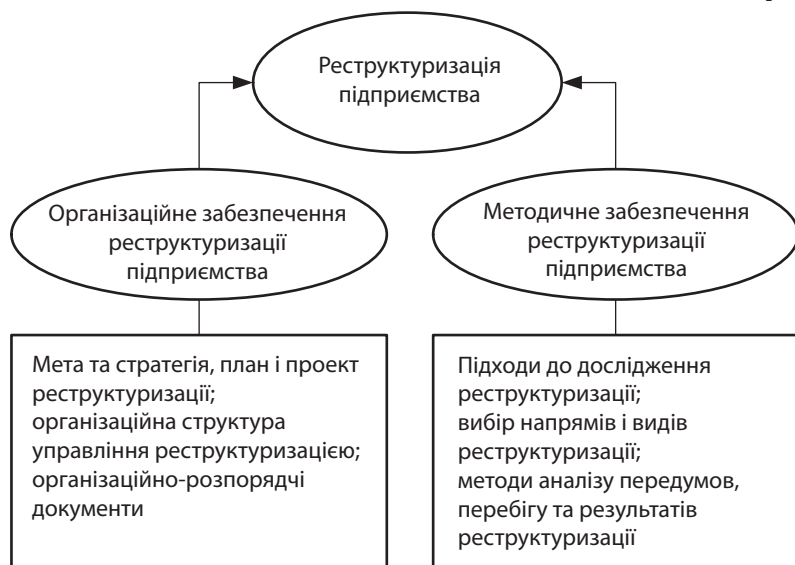 Реструктуризація
підприємства
Організаційне забезпечення
реструктуризації
підприємства
Методичне забезпечення
реструктуризації
підприємства
Мета та стратегія, план і проект
реструктуризації;
організаційна структура
управління реструктуризацією;
організаційно-розпорядчі
документи
Підходи до дослідження
реструктуризації;
вибір напрямів і видів
реструктуризації;
методи аналізу передумов,
перебігу та результатів
реструктуризації